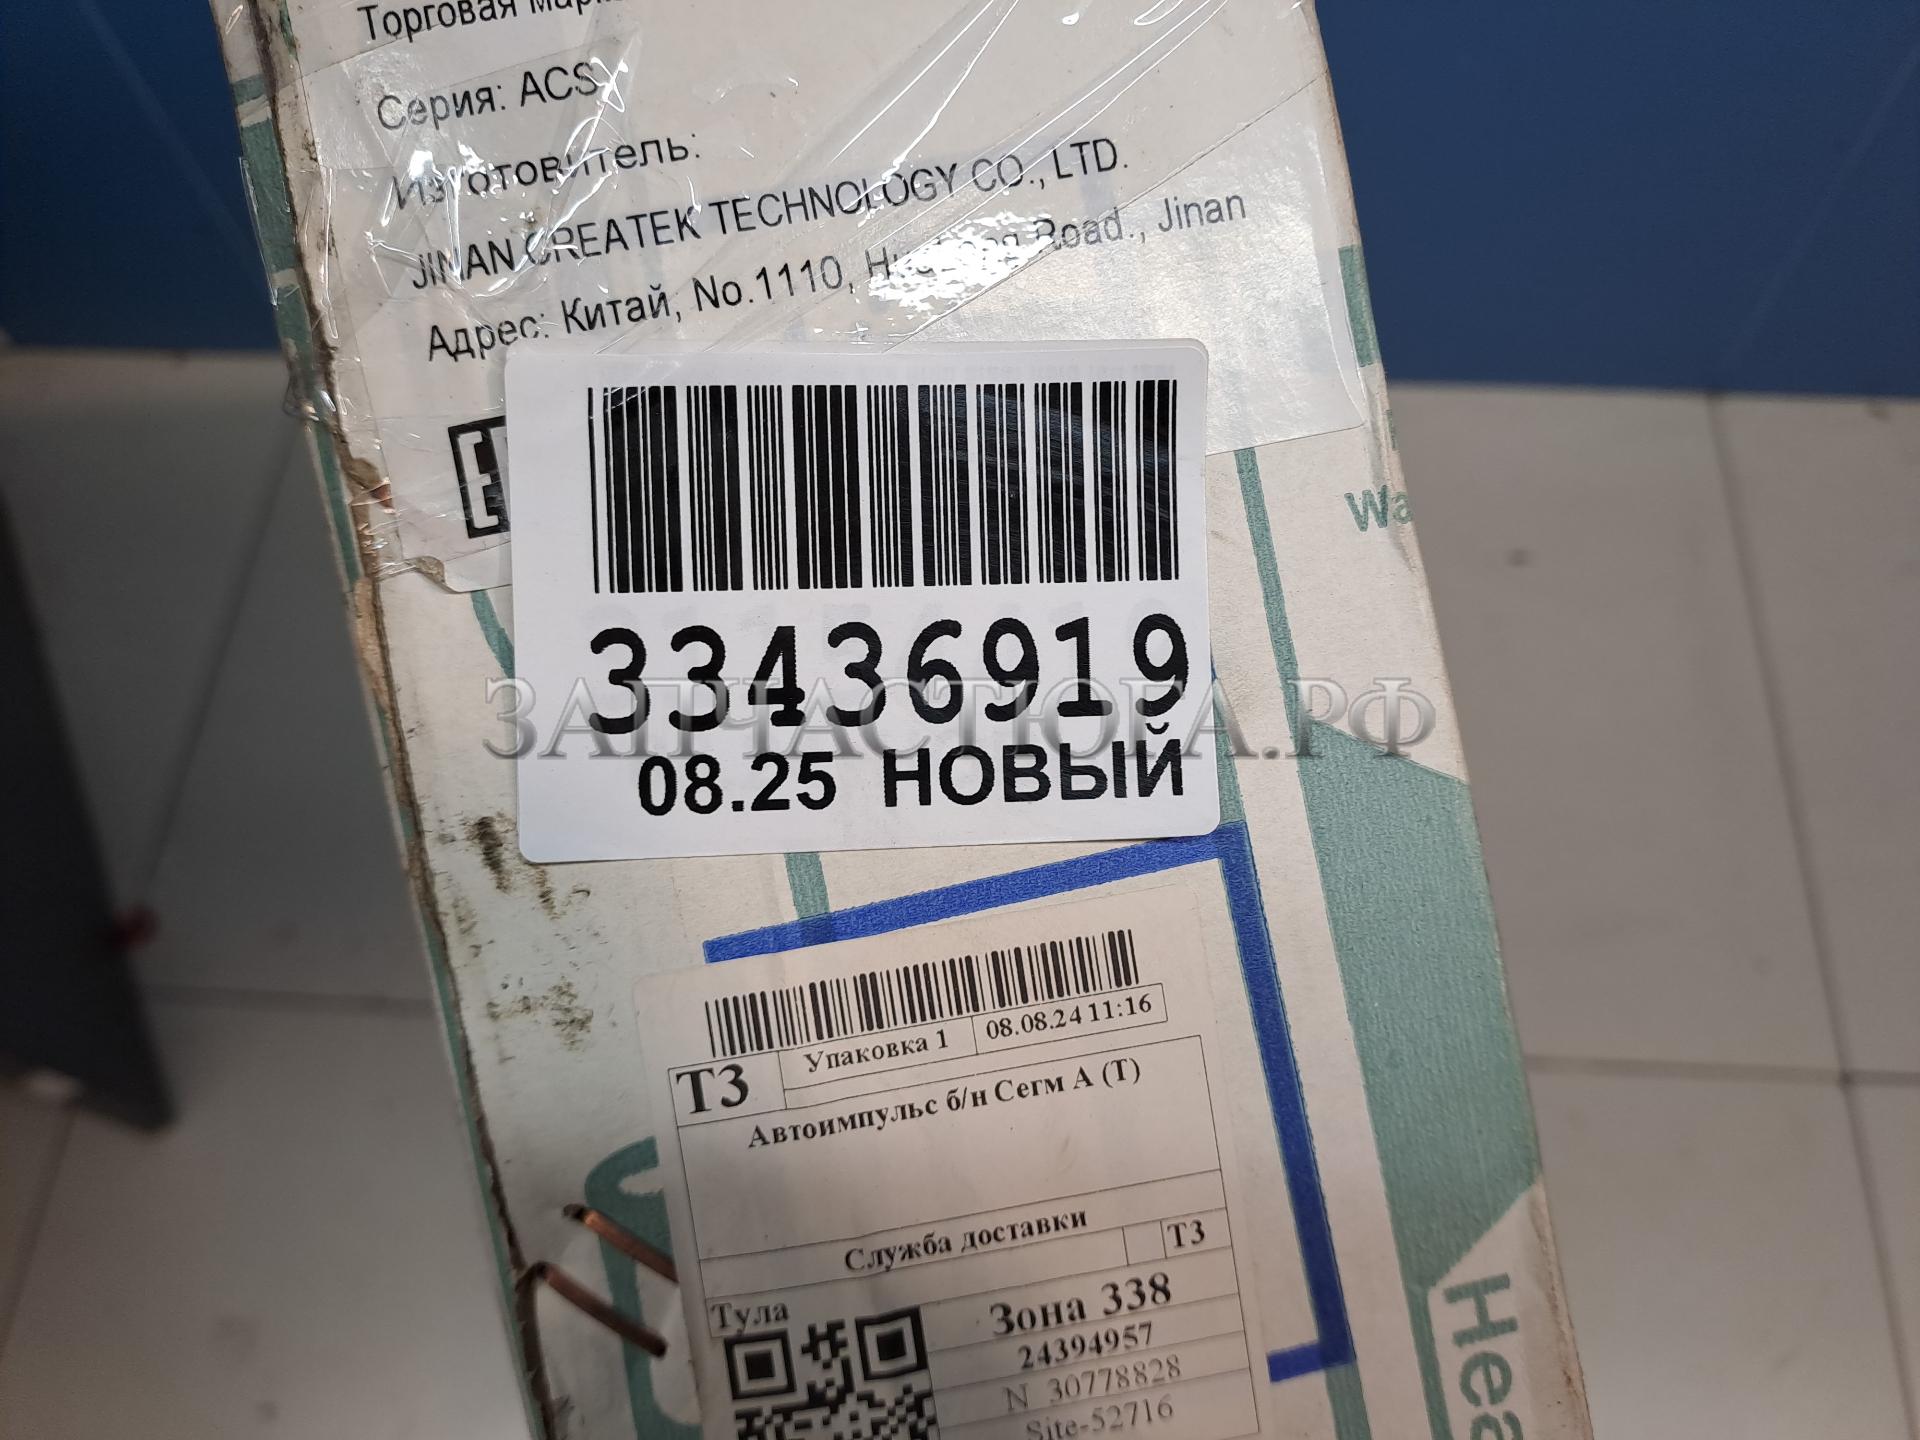 Торговая
Серия: ACS
Изготовитель:
JINAN CREATEK TECHNOLOGY CO., LTD.
Адрес: Китай, No.1110, Road., Jinan
33436919
ЗАПЧАСТЮГА.РФ
08.25 НОВЫЙ
Wa
Упаковка 1
08.08.24 11:16
Т3
Автоимпульс б/н Сегм А (Т)
Служба доставки
Т3
Тула
Зона 338
24394957
N 30778828
Site-52716
Hea